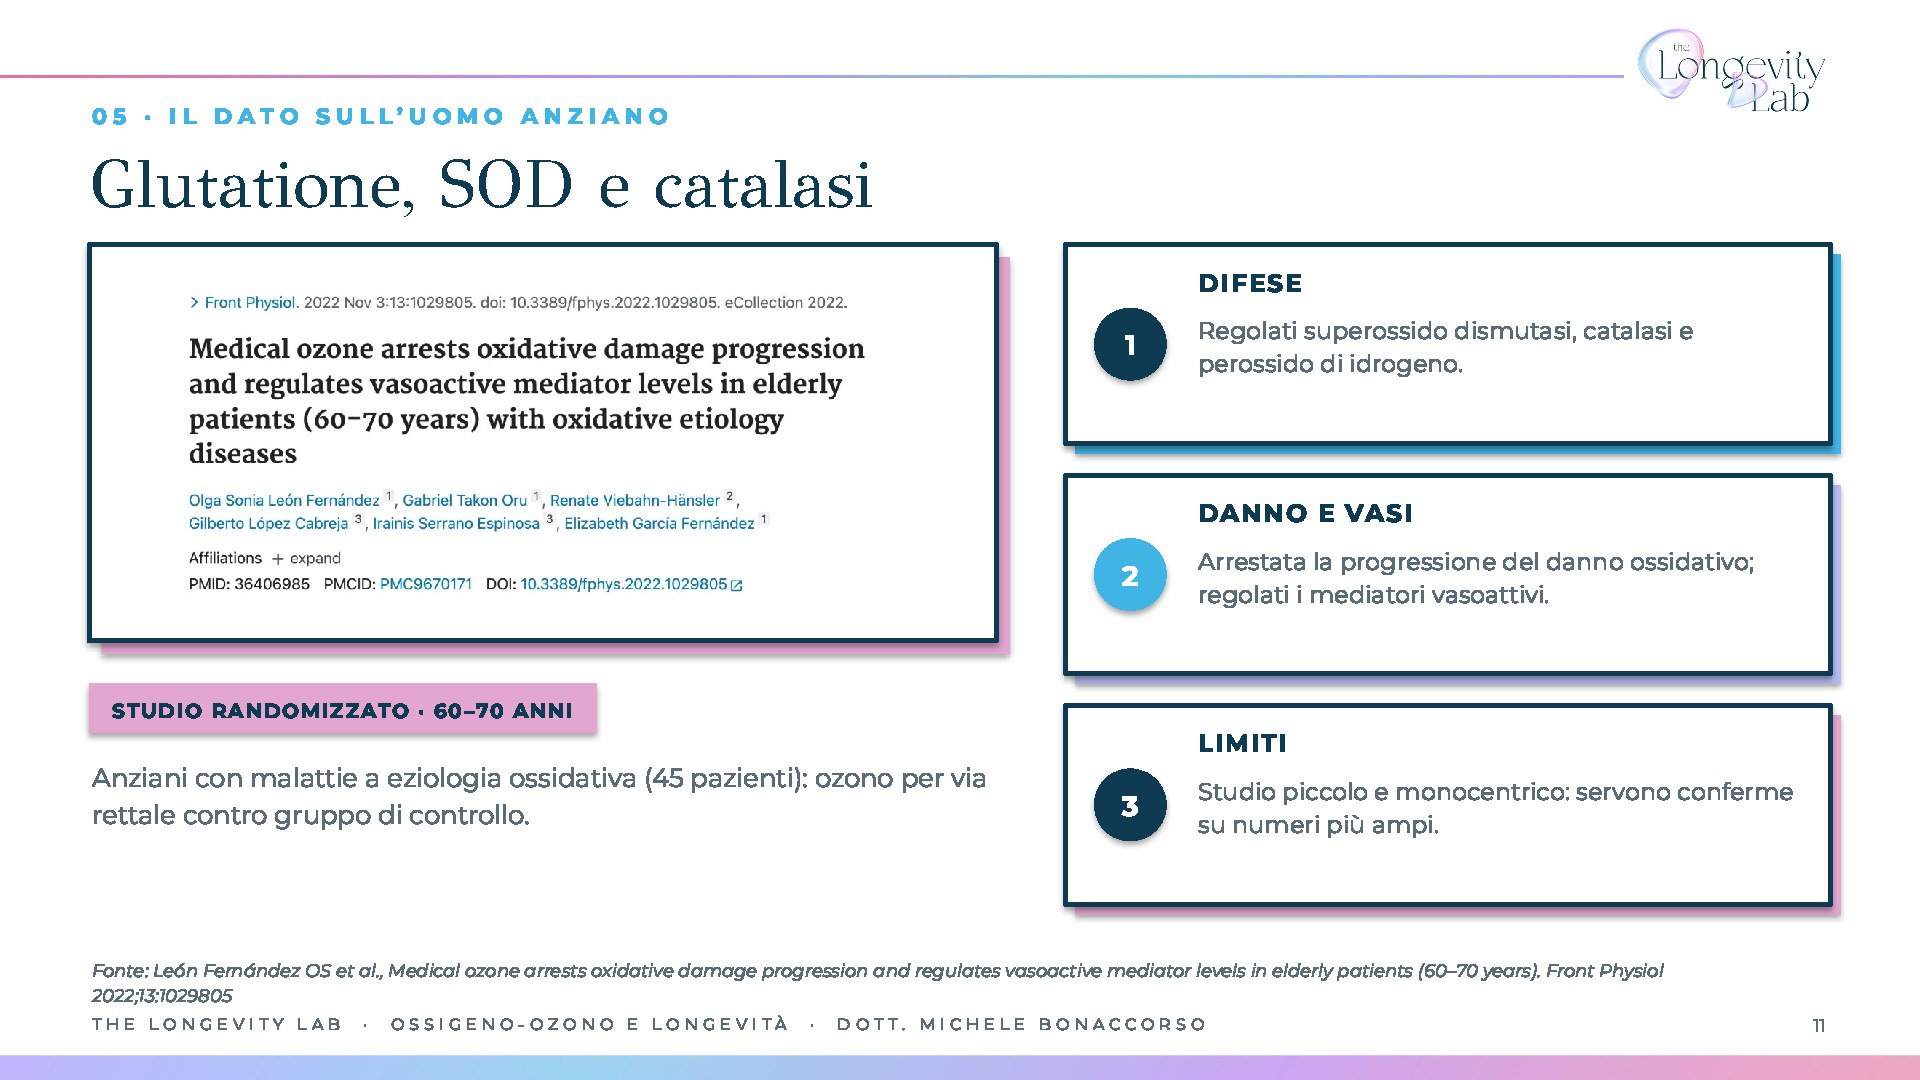 the
Longevity
Lab
05 · IL DATO SULL’UOMO ANZIANO
Glutatione, SOD e catalasi
> Front Physiol. 2022 Nov 3:13:1029805. doi: 10.3389/fphys.2022.1029805. eCollection 2022.
Medical ozone arrests oxidative damage progression
and regulates vasoactive mediator levels in elderly
patients (60-70 years) with oxidative etiology
diseases
Olga Sonia León Fernández 1, Gabriel Takon Oru 1, Renate Viebahn-Hänsler 2,
Gilberto López Cabreja 3, Irainis Serrano Espinosa 3, Elizabeth García Fernández 1
Affiliations + expand
PMID: 36406985 PMCID: PMC9670171 DOI: 10.3389/fphys.2022.1029805
STUDIO RANDOMIZZATO · 60–70 ANNI
Anziani con malattie a eziologia ossidativa (45 pazienti): ozono per via
rettale contro gruppo di controllo.
DIFESE
1
Regolati superossido dismutasi, catalasi e
perossido di idrogeno.
DANNO E VASI
2
Arrestata la progressione del danno ossidativo;
regolati i mediatori vasoattivi.
LIMITI
3
Studio piccolo e monocentrico: servono conferme
su numeri più ampi.
Fonte: León Fernández OS et al., Medical ozone arrests oxidative damage progression and regulates vasoactive mediator levels in elderly patients (60–70 years). Front Physiol
2022;13:1029805
THE LONGEVITY LAB · OSSIGENO-OZONO E LONGEVITÀ · DOTT. MICHELE BONACCORSO
11